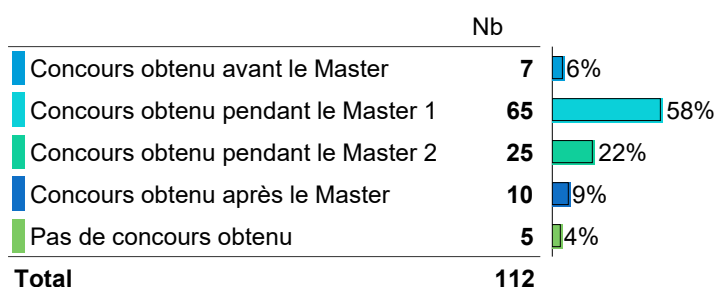 Nb
Concours obtenu avant le Master 7 6%
Concours obtenu pendant le Master 1 65 58%
Concours obtenu pendant le Master 2 25 22%
Concours obtenu après le Master 10 9%
Pas de concours obtenu 5 4%
Total 112